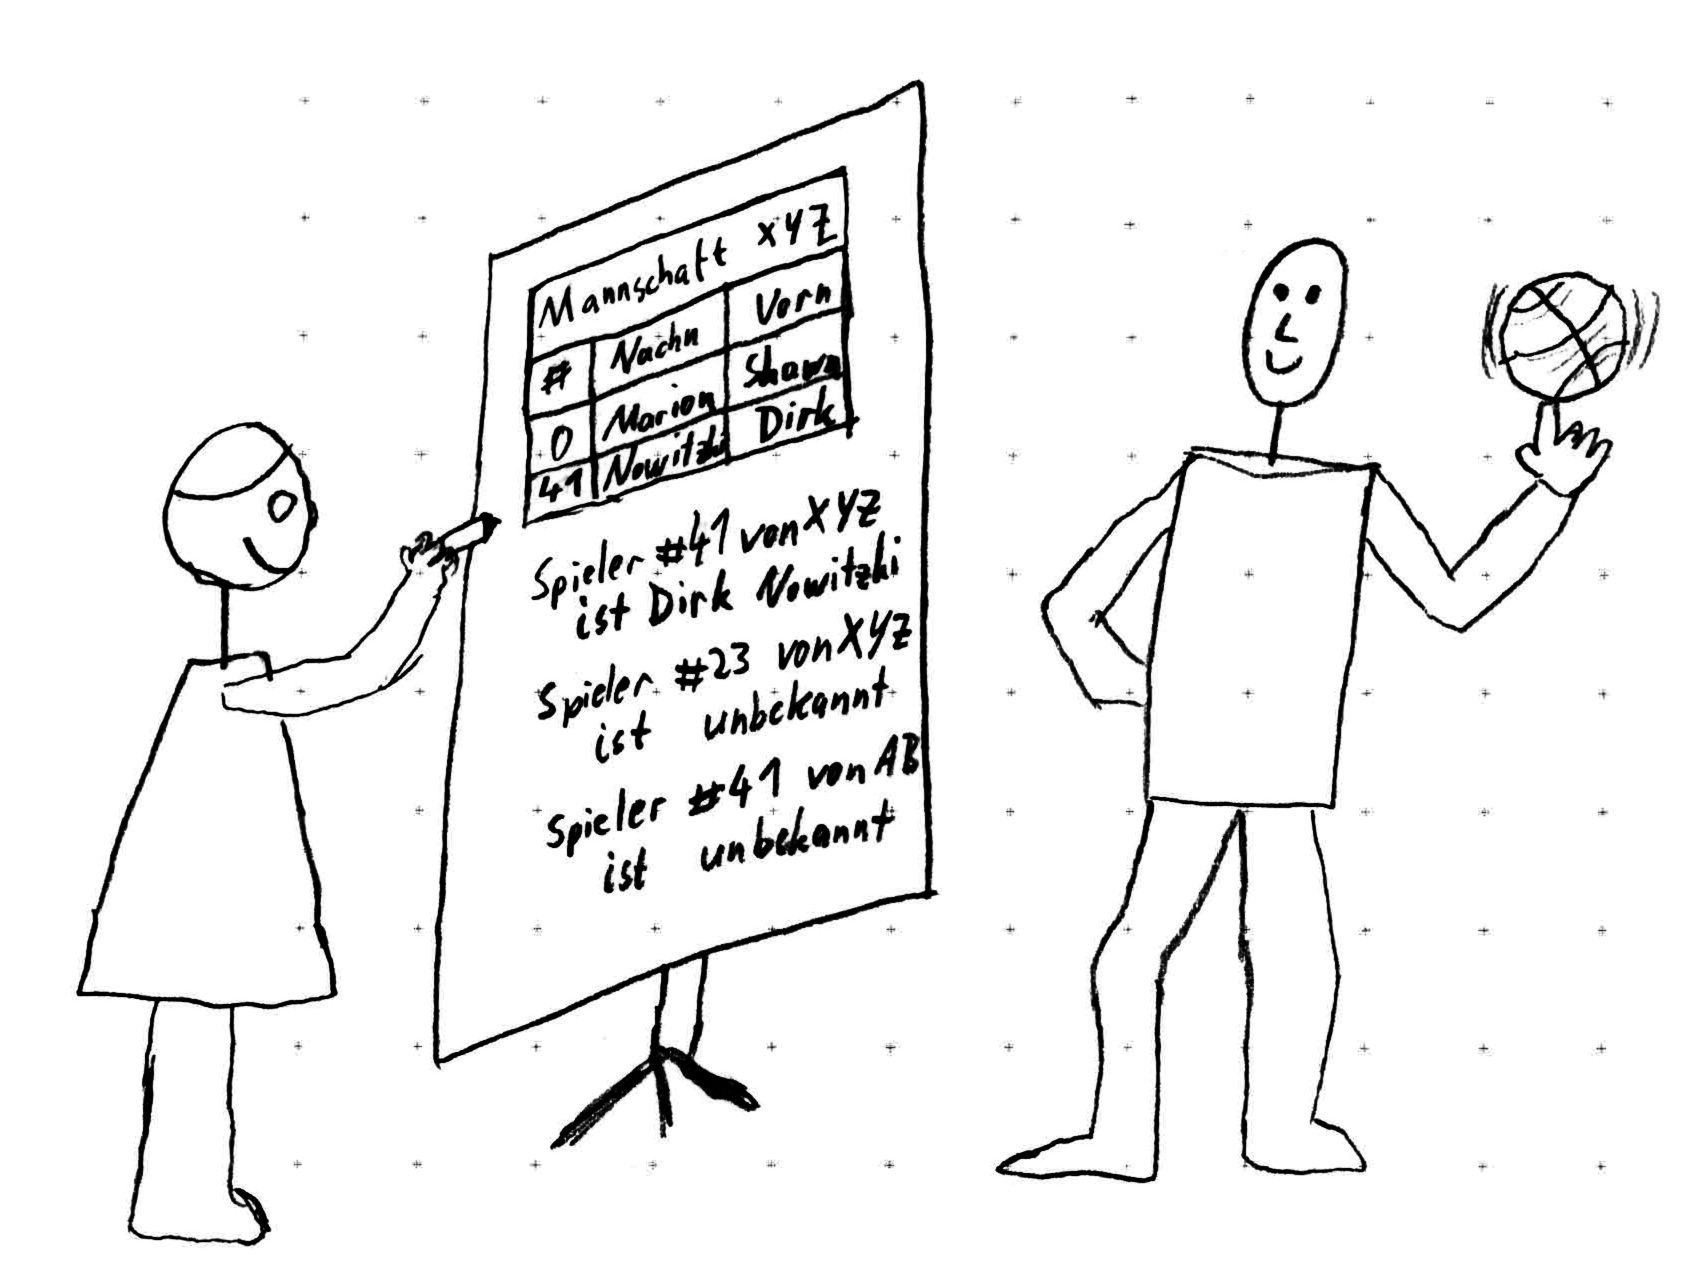 Mannschaft XYZ
# Nachn Vorn
0 Marion Shawn
41 Nowitzki Dirk
Spieler #41 von XYZ
ist Dirk Nowitzki
Spieler #23 von XYZ
ist unbekannt
Spieler #41 von AB
ist unbekannt